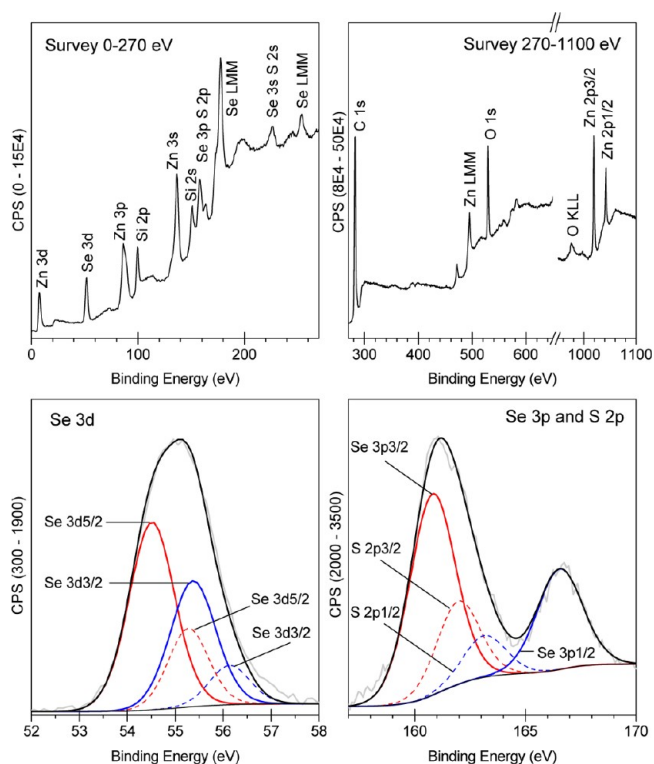 Survey 0-270 eV
CPS (0 - 15E4)
Zn 3d
Se 3d
Zn 3p
Si 2p
Zn 3s
Si 2s
Se 3p S 2p
Se LMM
Se 3s S 2s
Se LMM
0 100 200
Binding Energy (eV)
Survey 270-1100 eV
CPS (8E4 - 50E4)
C 1s
Zn LMM
O 1s
O KLL
Zn 2p3/2
Zn 2p1/2
300 400 500 600 1000 1100
Binding Energy (eV)
Se 3d
CPS (300 - 1900)
Se 3d5/2
Se 3d3/2
Se 3d5/2
Se 3d3/2
52 53 54 55 56 57 58
Binding Energy (eV)
Se 3p and S 2p
CPS (2000 - 3500)
Se 3p3/2
S 2p3/2
S 2p1/2
Se 3p1/2
160 165 170
Binding Energy (eV)